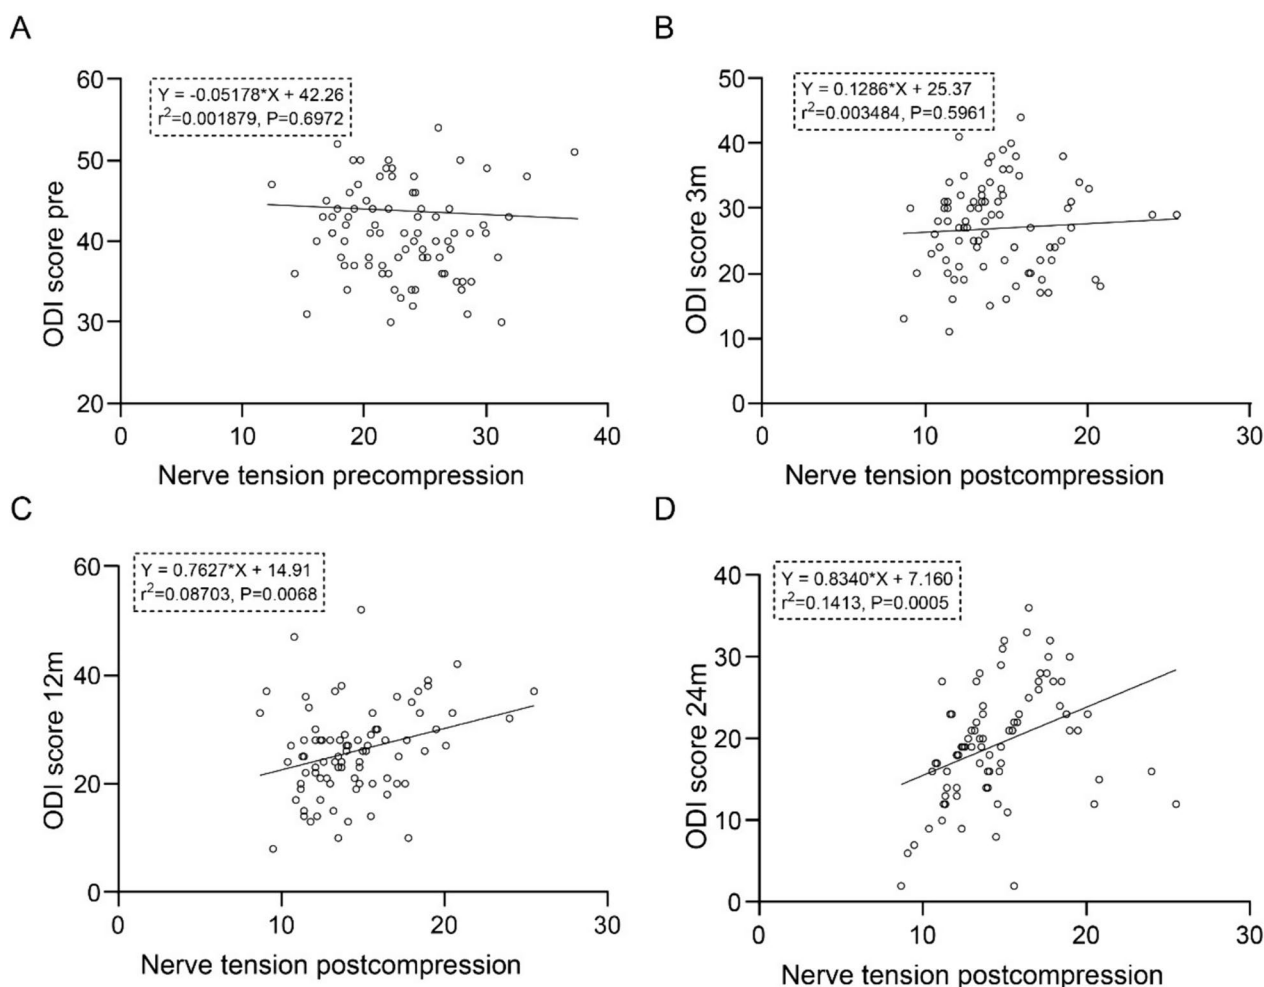 A
60
50
40
30
20
Y = -0.05178*X + 42.26
r²=0.001879, P=0.6972
ODI score pre
0
10
20
30
40
Nerve tension precompression
B
50
40
30
20
10
0
Y = 0.1286*X + 25.37
r²=0.003484, P=0.5961
ODI score 3m
0
10
20
30
Nerve tension postcompression
C
60
40
20
0
Y = 0.7627*X + 14.91
r²=0.08703, P=0.0068
ODI score 12m
0
10
20
30
Nerve tension postcompression
D
40
30
20
10
0
Y = 0.8340*X + 7.160
r²=0.1413, P=0.0005
ODI score 24m
0
10
20
30
Nerve tension postcompression